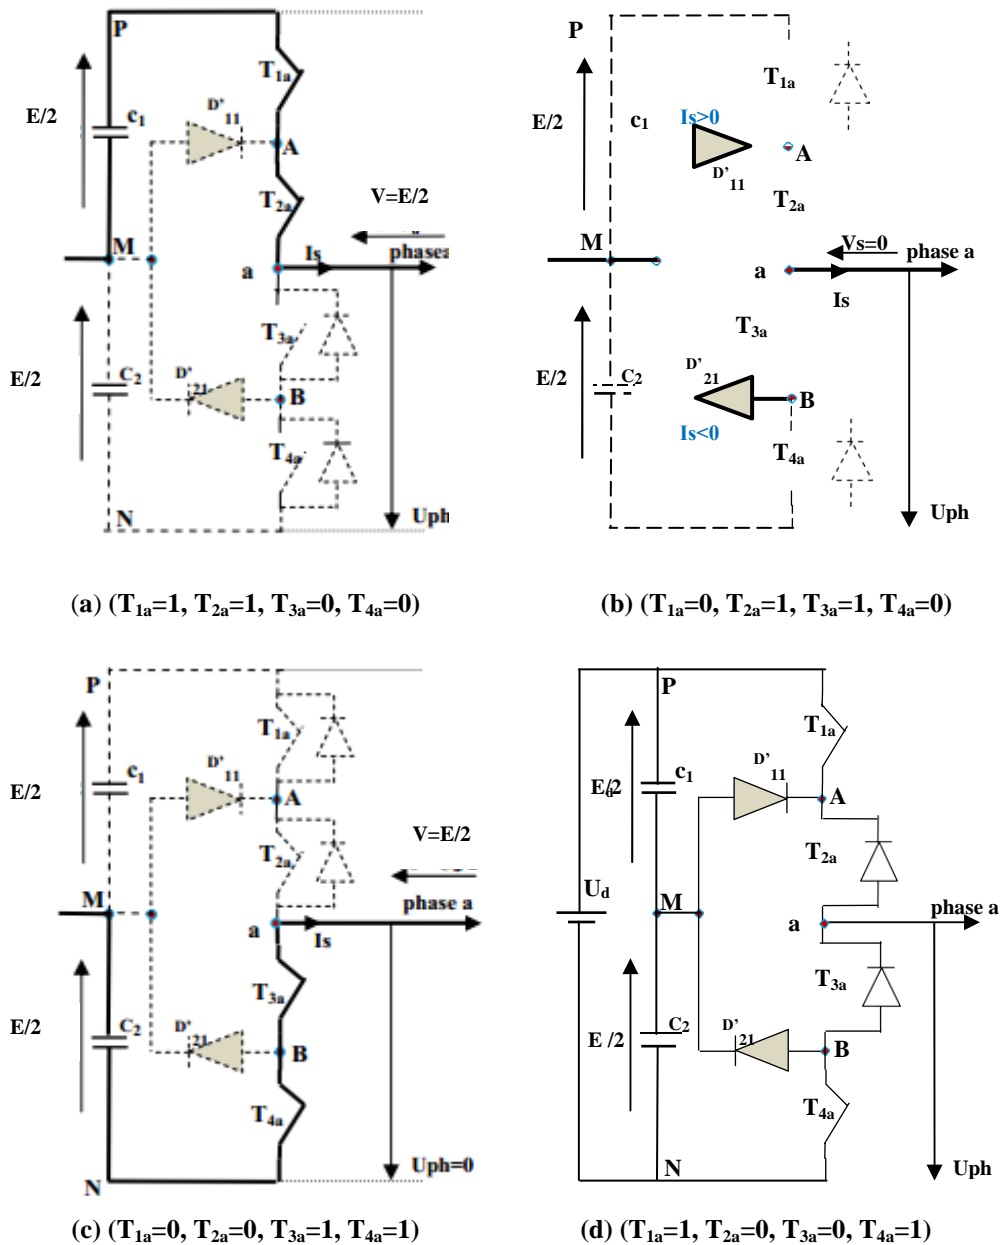 P
T1a
E/2
c1
D'11
A
T2a
V=E/2
M
Is
phasea
a
T3a
E/2
C2
D'21
B
T4a
N
Uph
(a) (T1a=1, T2a=1, T3a=0, T4a=0)
P
T1a
E/2
c1
Is>0
D'11
A
T2a
M
Vs=0
phase a
a
Is
T3a
E/2
C2
D'21
B
Is<0
T4a
N
Uph
(b) (T1a=0, T2a=1, T3a=1, T4a=0)
P
T1a
E/2
c1
D'11
A
T2a
V=E/2
M
phase a
a
Is
T3a
E/2
C2
D'21
B
T4a
N
Uph=0
(c) (T1a=0, T2a=0, T3a=1, T4a=1)
P
T1a
D'11
c1
A
T2a
Ud
M
phase a
a
T3a
E /2
C2
D'21
B
T4a
N
Uph
(d) (T1a=1, T2a=0, T3a=0, T4a=1)